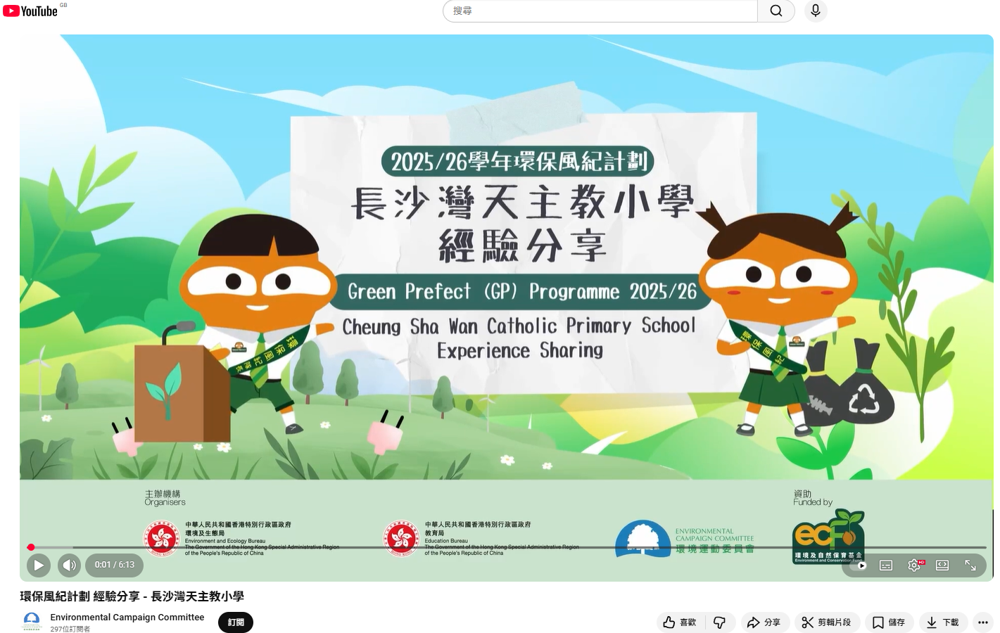 YouTube GB
搜尋
2025/26學年環保風紀計劃
長沙灣天主教小學
經驗分享
Green Prefect (GP) Programme 2025/26
Cheung Sha Wan Catholic Primary School
Experience Sharing
環保風紀隊長
環保風紀
主辦機構
Organisers
資助
Funded by
中華人民共和國香港特別行政區政府
環境及生態局
Environment and Ecology Bureau
The Government of the Hong Kong Special Administrative Region
of the People's Republic of China
中華人民共和國香港特別行政區政府
教育局
Education Bureau
The Government of the Hong Kong Special Administrative Region
of the People's Republic of China
ENVIRONMENTAL
CAMPAIGN COMMITTEE
環境運動委員會
ecf
環境及自然保育基金
Environment and Conservation Fund
0:01 / 6:13
HD
環保風紀計劃 經驗分享 - 長沙灣天主教小學
Environmental Campaign Committee
297位訂閱者
訂閱
喜歡
分享
剪輯片段
儲存
下載